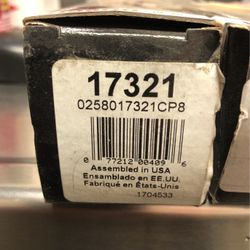 17321
0258017321CP8
0 77212 00409 6
Assembled in USA
Ensamblado en EE.UU.
Fabriqué en États-Unis
1704533